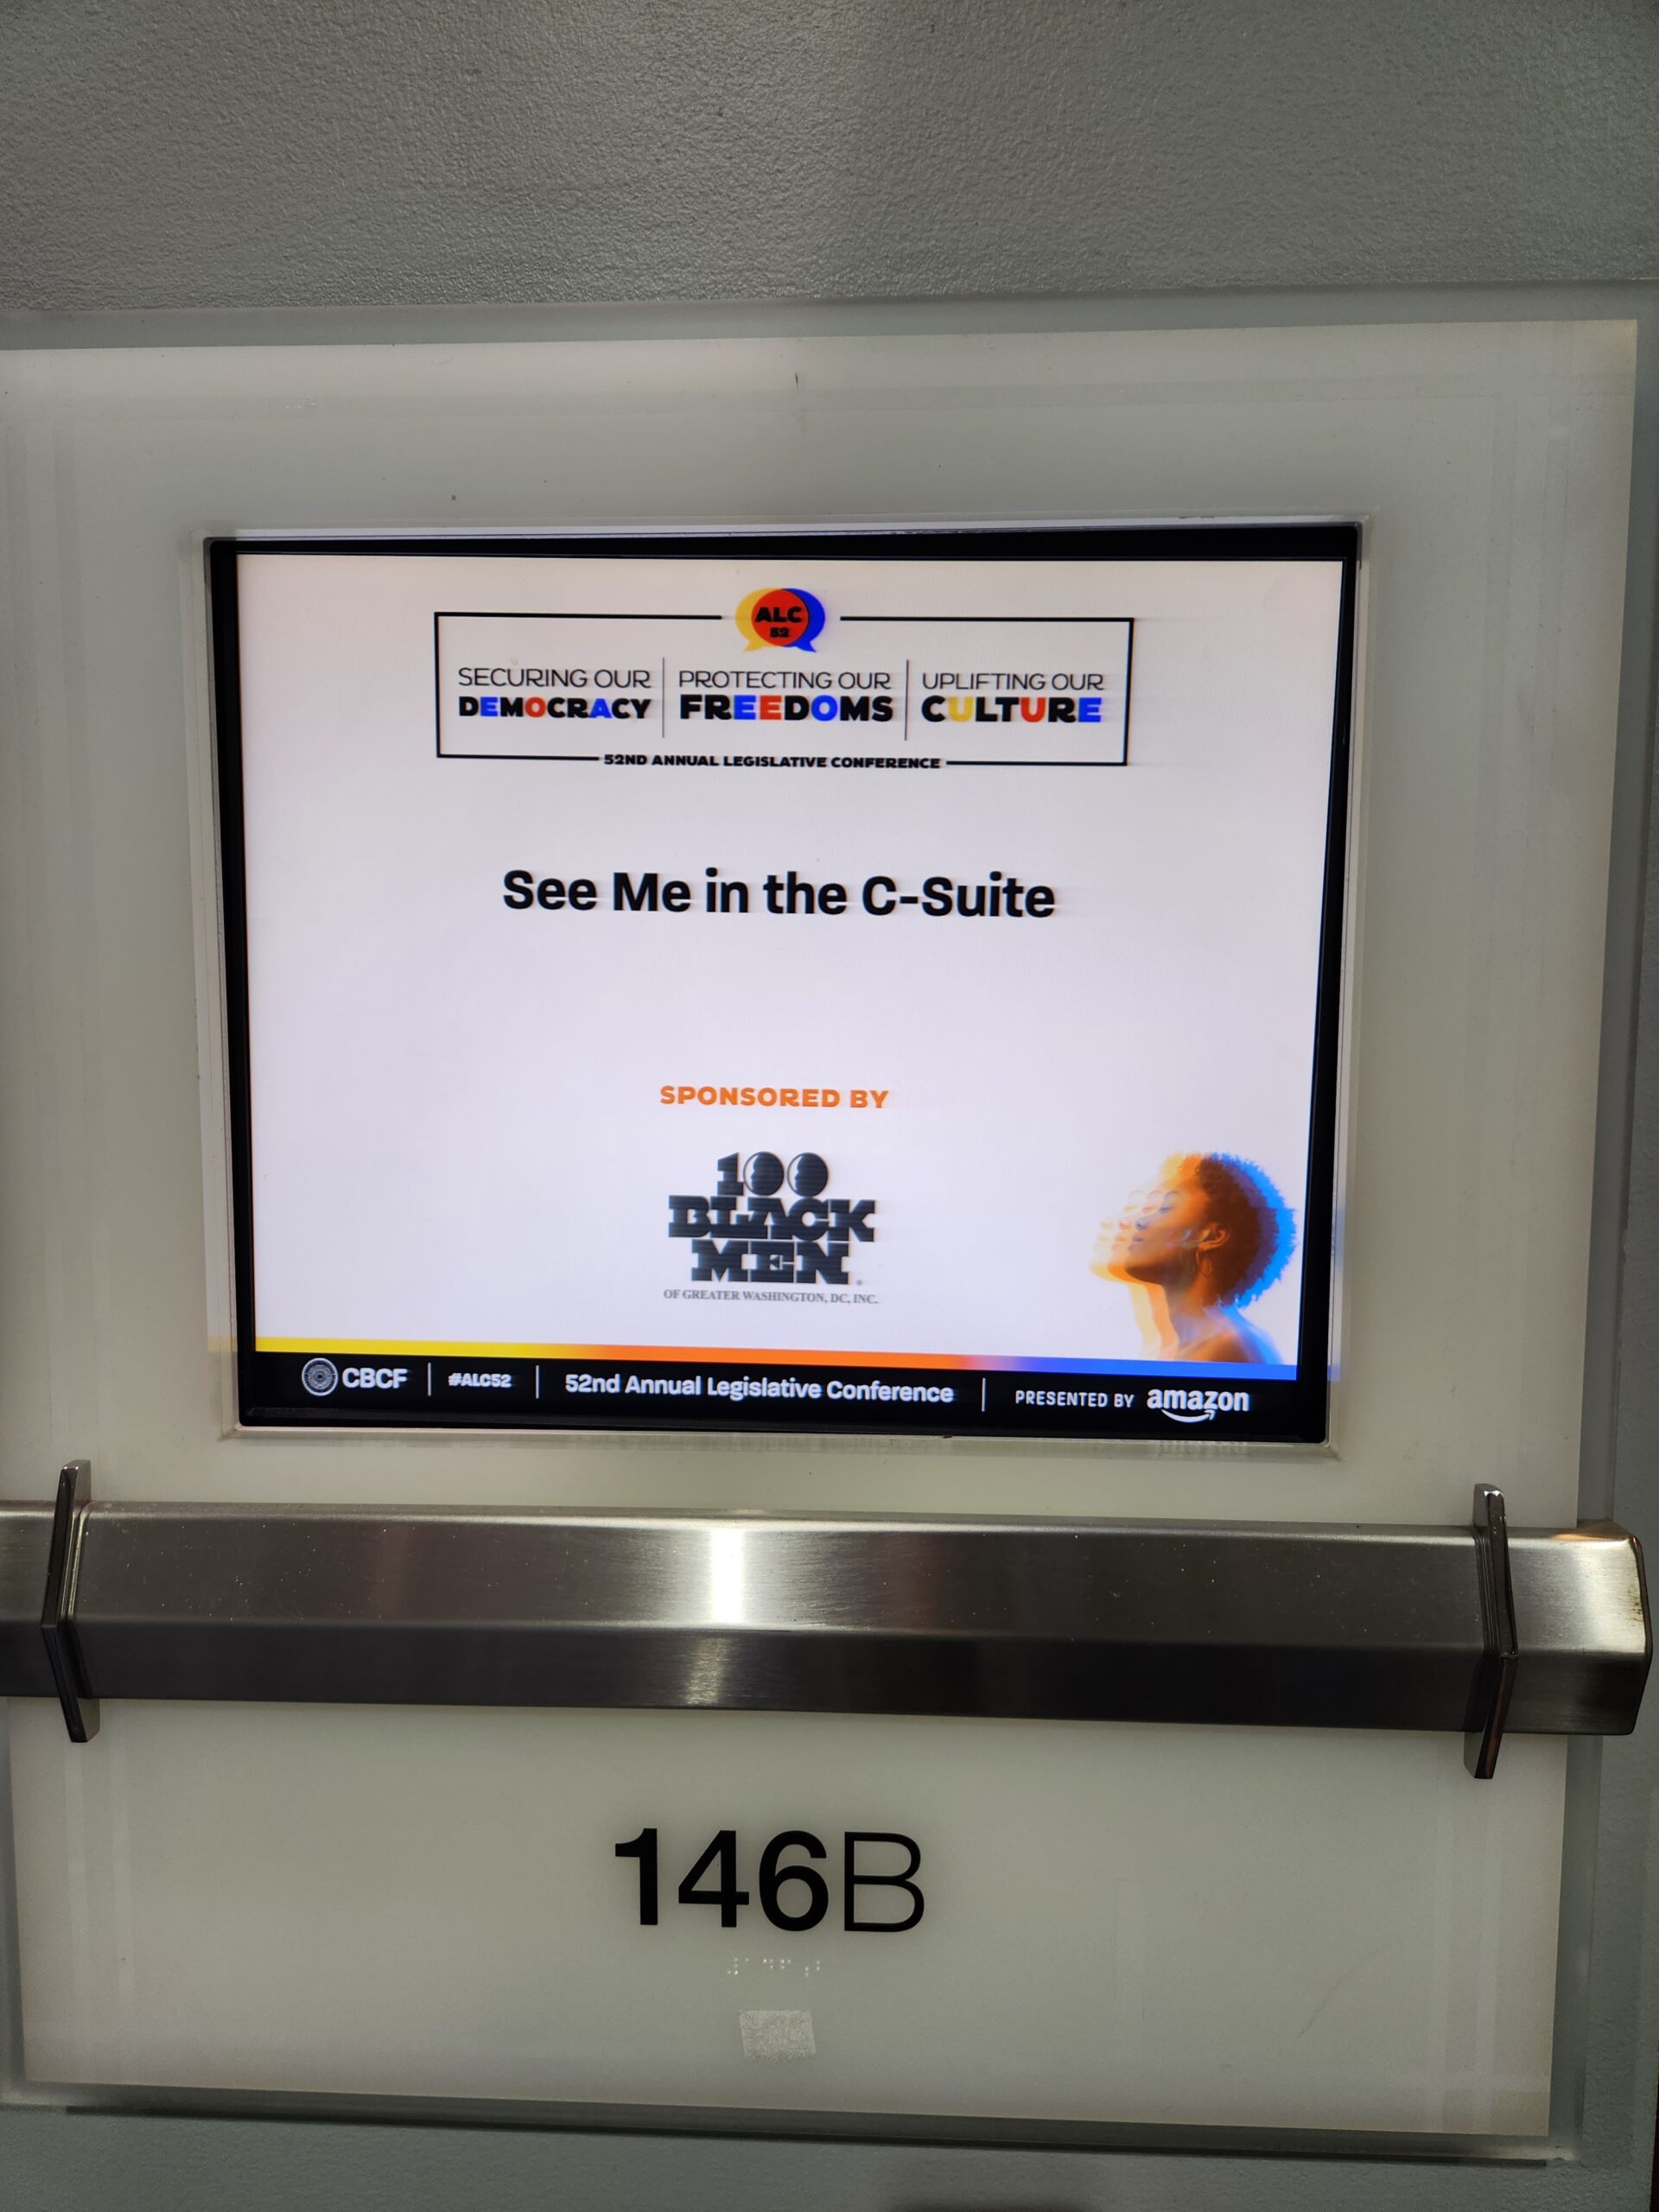 ALC
52
SECURING OUR
DEMOCRACY
PROTECTING OUR
FREEDOMS
UPLIFTING OUR
CULTURE
52ND ANNUAL LEGISLATIVE CONFERENCE
See Me in the C-Suite
SPONSORED BY
100
BLACK
MEN
OF GREATER WASHINGTON, DC, INC.
CBCF
#ALC52
52nd Annual Legislative Conference
PRESENTED BY amazon
146B